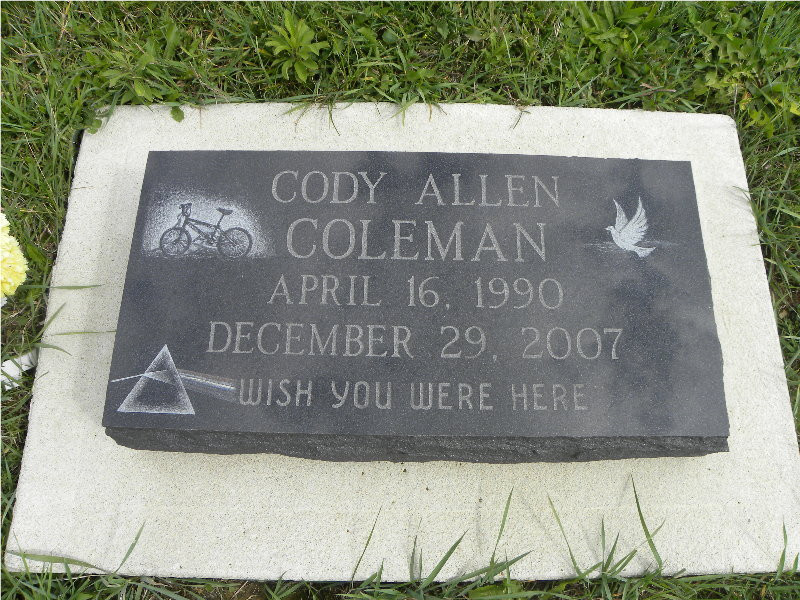 CODY ALLEN
COLEMAN
APRIL 16, 1990
DECEMBER 29, 2007
WISH YOU WERE HERE